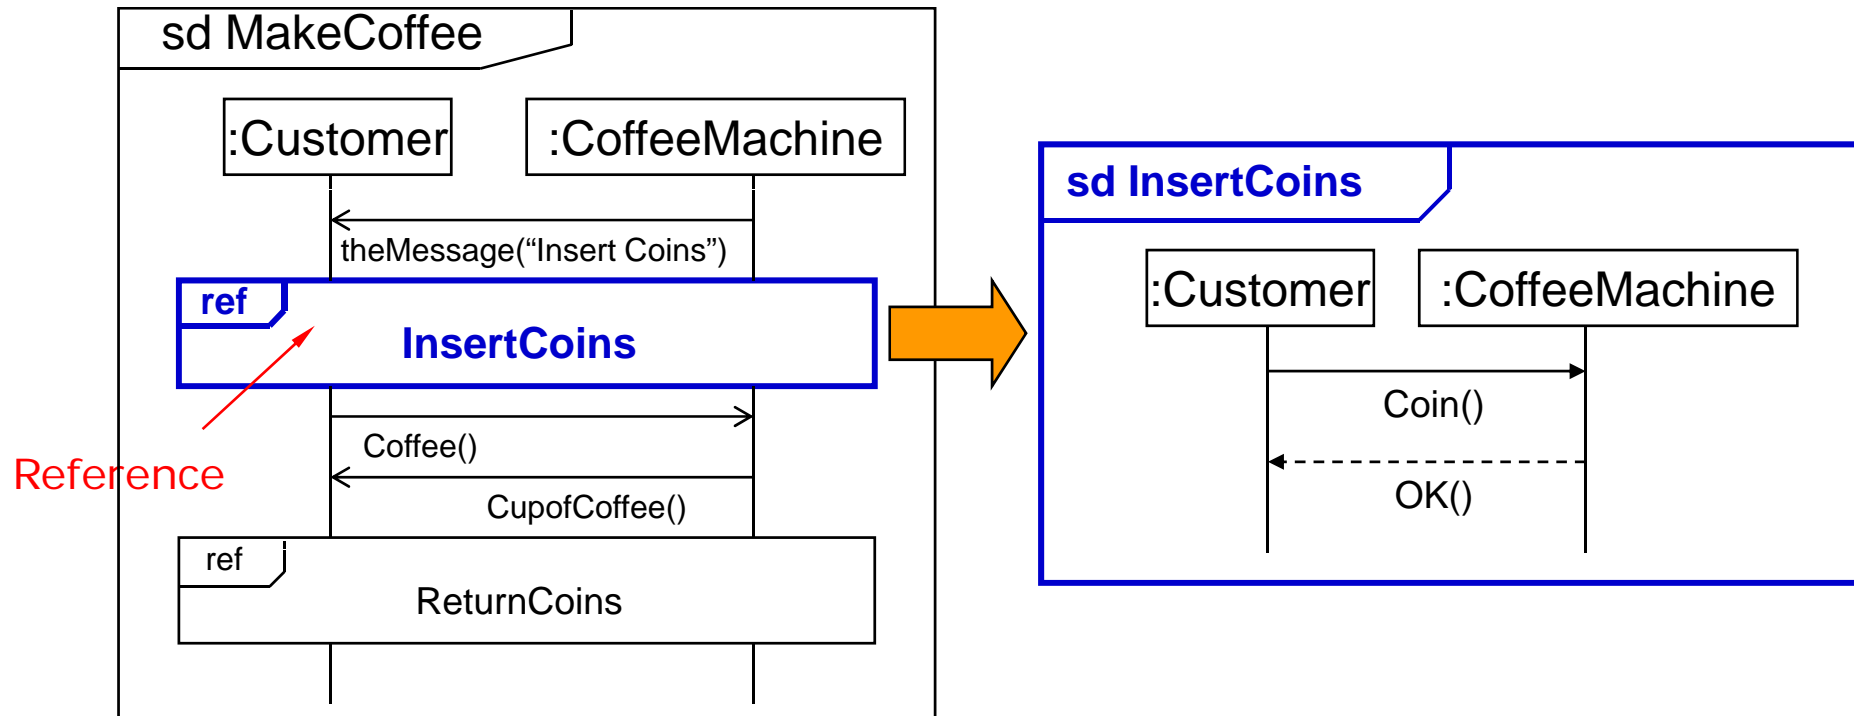 sd MakeCoffee
:Customer
:CoffeeMachine
theMessage(“Insert Coins”)
ref
InsertCoins
Reference
Coffee()
CupofCoffee()
ref
ReturnCoins
sd InsertCoins
:Customer
:CoffeeMachine
Coin()
OK()